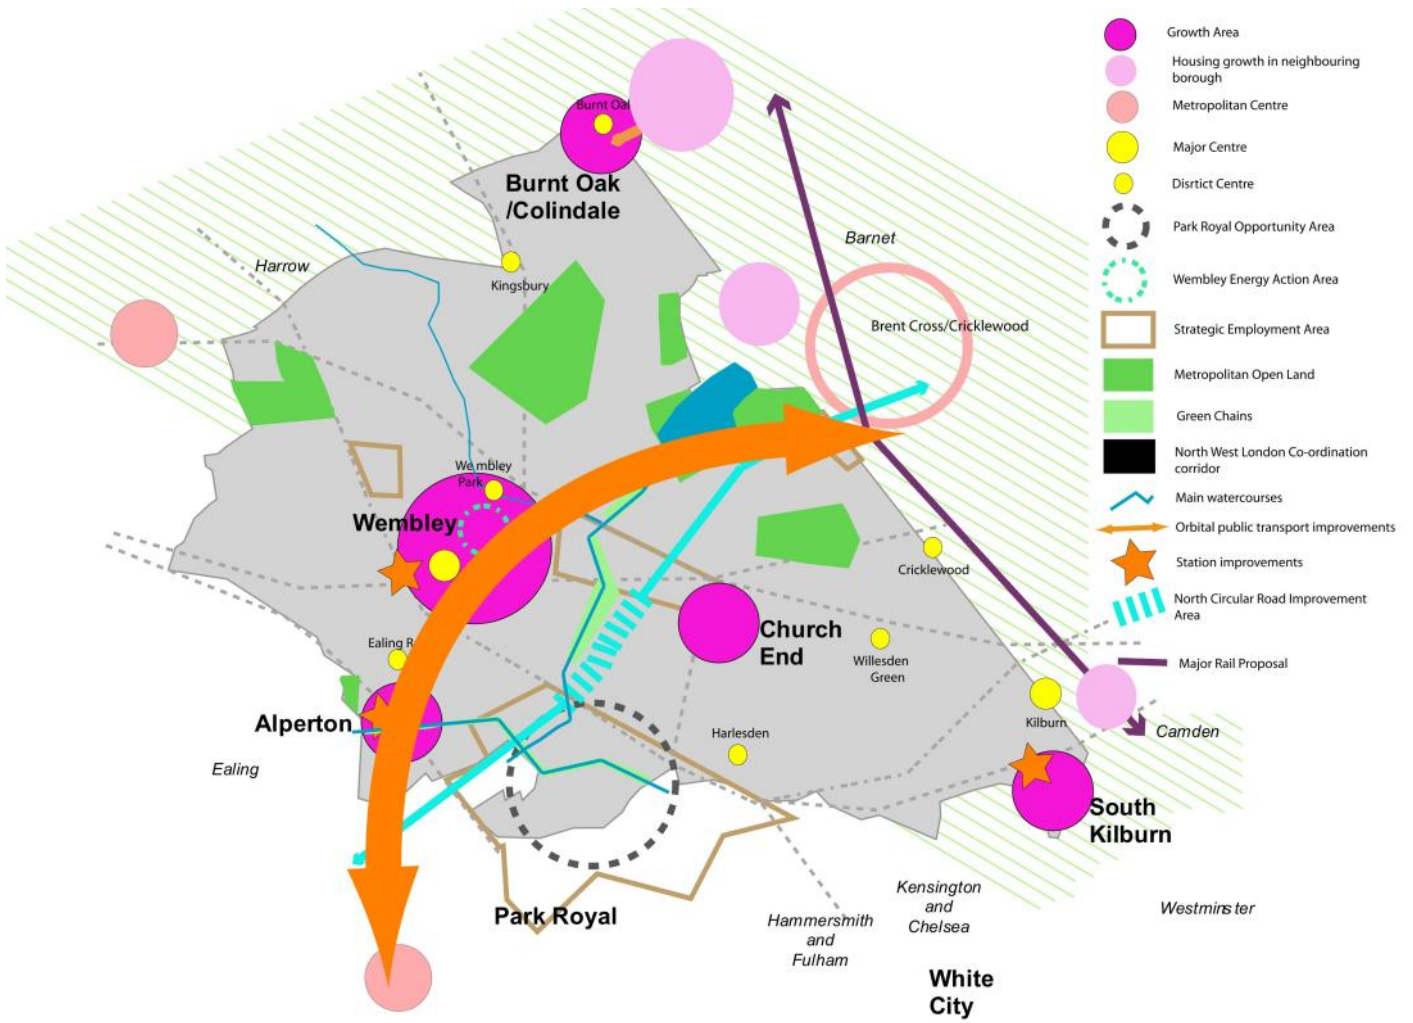 Burnt Oa
Burnt Oak
/Colindale
Barnet
Harrow
Kingsbury
Brent Cross/Cricklewood
Wembley
Park
Wembley
Cricklewood
Church
End
Ealing R
Willesden
Green
Alperton
Kilburn
Harlesden
Camden
Ealing
South
Kilburn
Kensington
and
Chelsea
Westminster
Park Royal
Hammersmith
and
Fulham
White
City
Growth Area
Housing growth in neighbouring
borough
Metropolitan Centre
Major Centre
Disrtict Centre
Park Royal Opportunity Area
Wembley Energy Action Area
Strategic Employment Area
Metropolitan Open Land
Green Chains
North West London Co-ordination
corridor
Main watercourses
Orbital public transport improvements
Station improvements
North Circular Road Improvement
Area
Major Rail Proposal